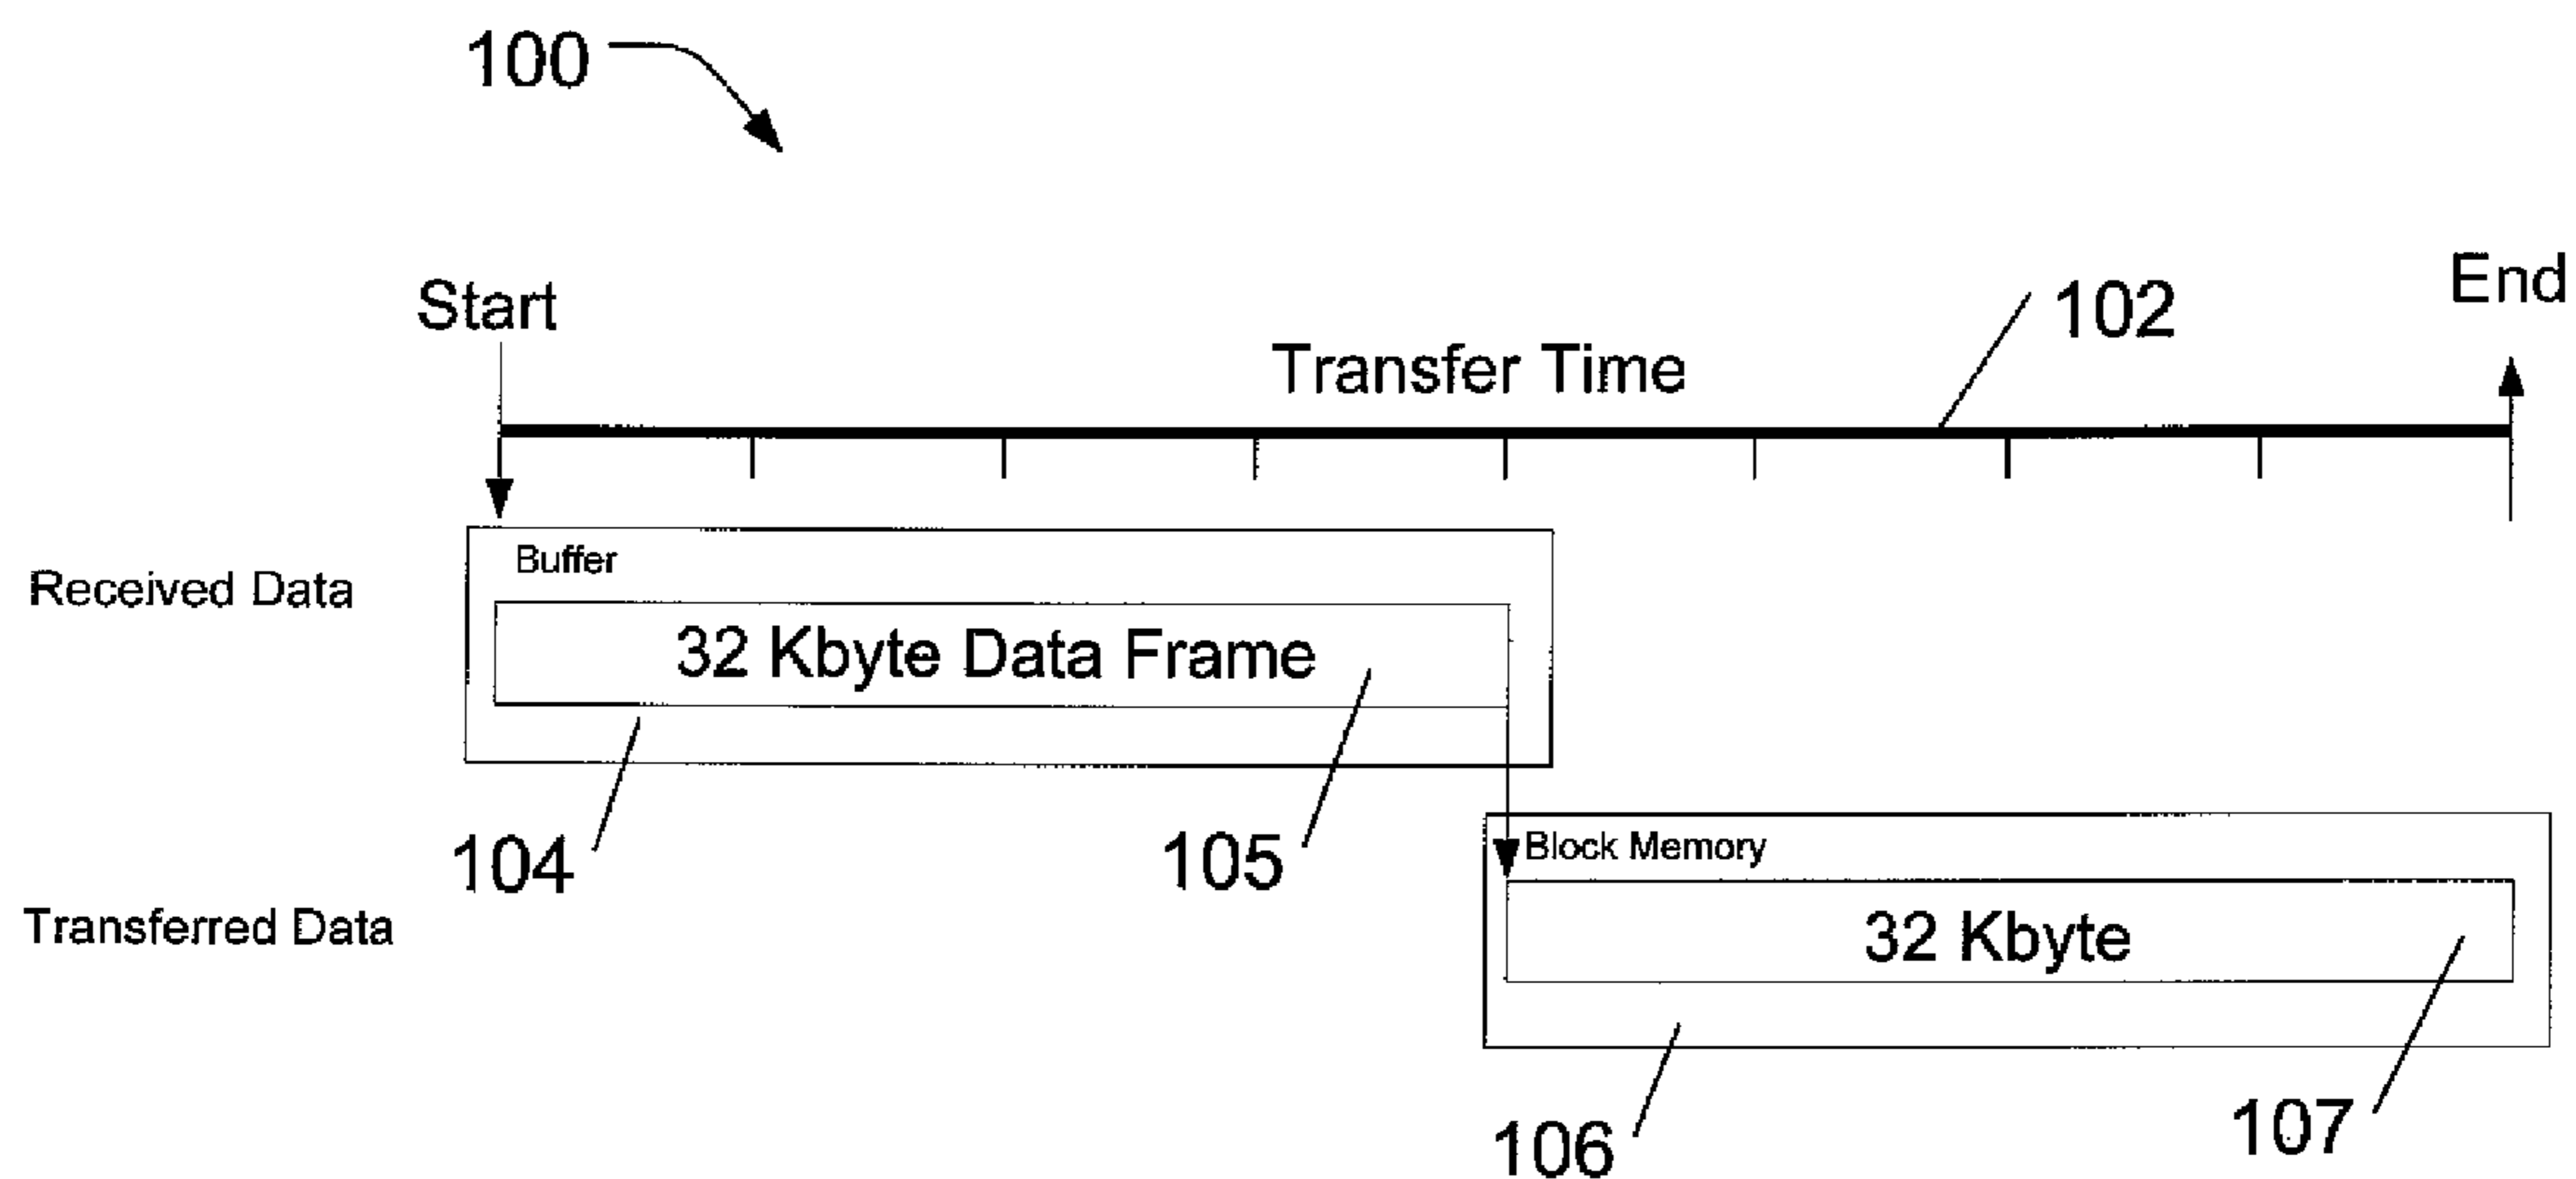 100
Start
End
102
Transfer Time
Buffer
Received Data
32 Kbyte Data Frame
104
105
Block Memory
Transferred Data
32 Kbyte
106
107